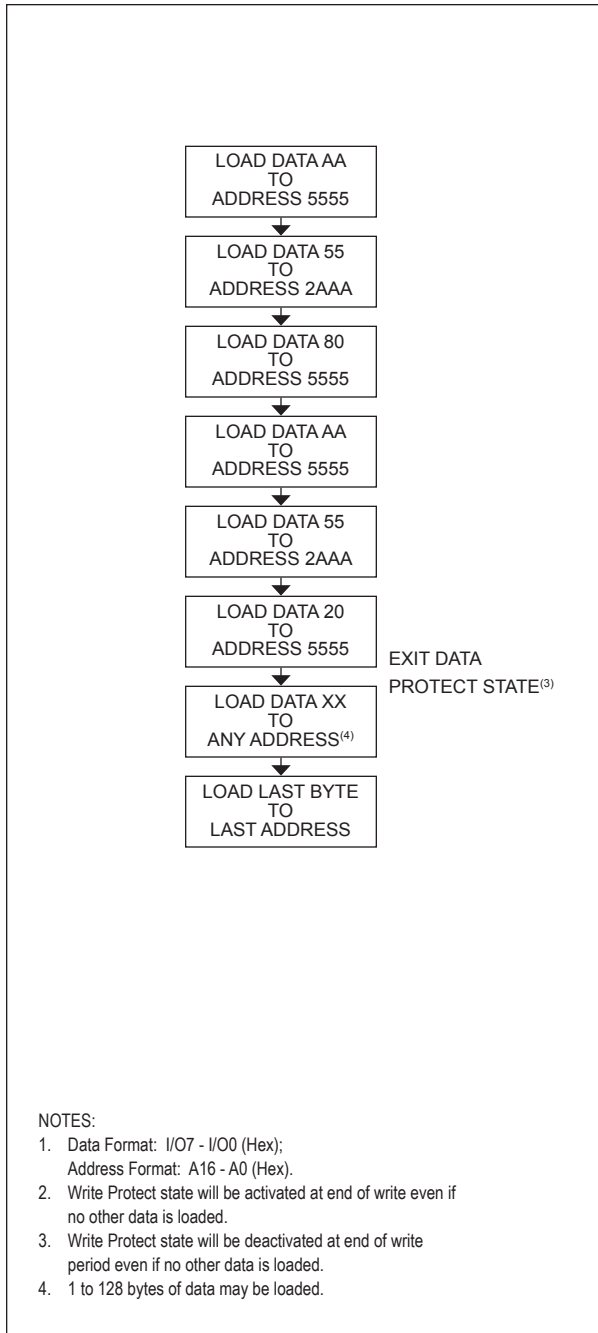 LOAD DATA AA
TO
ADDRESS 5555
LOAD DATA 55
TO
ADDRESS 2AAA
LOAD DATA 80
TO
ADDRESS 5555
LOAD DATA AA
TO
ADDRESS 5555
LOAD DATA 55
TO
ADDRESS 2AAA
LOAD DATA 20
TO
ADDRESS 5555
EXIT DATA
PROTECT STATE(3)
LOAD DATA XX
TO
ANY ADDRESS(4)
LOAD LAST BYTE
TO
LAST ADDRESS
NOTES:
1. Data Format: I/O7 - I/O0 (Hex);
Address Format: A16 - A0 (Hex).
2. Write Protect state will be activated at end of write even if
no other data is loaded.
3. Write Protect state will be deactivated at end of write
period even if no other data is loaded.
4. 1 to 128 bytes of data may be loaded.